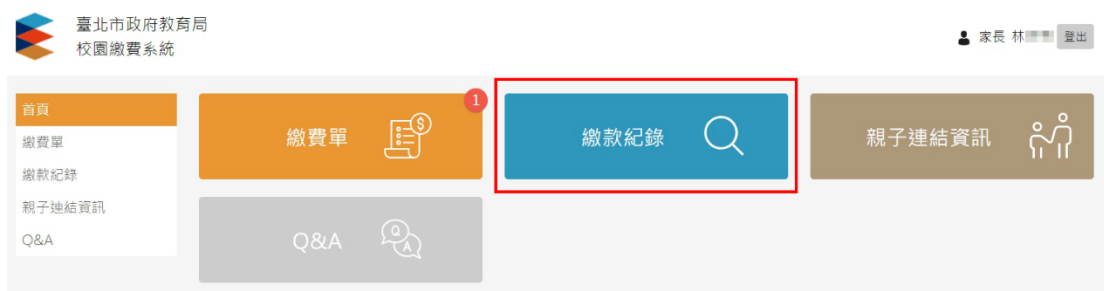 臺北市政府教育局
校園繳費系統
家長 林 登出
首頁
繳費單
繳款紀錄
親子連結資訊
Q&A
繳費單
1
繳款紀錄
親子連結資訊
Q&A